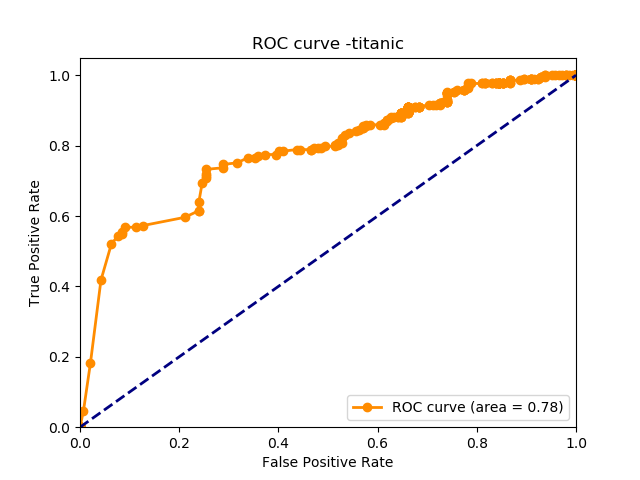 ROC curve -titanic
1.0
0.8
0.6
0.4
0.2
0.0
True Positive Rate
ROC curve (area = 0.78)
0.0 0.2 0.4 0.6 0.8 1.0
False Positive Rate